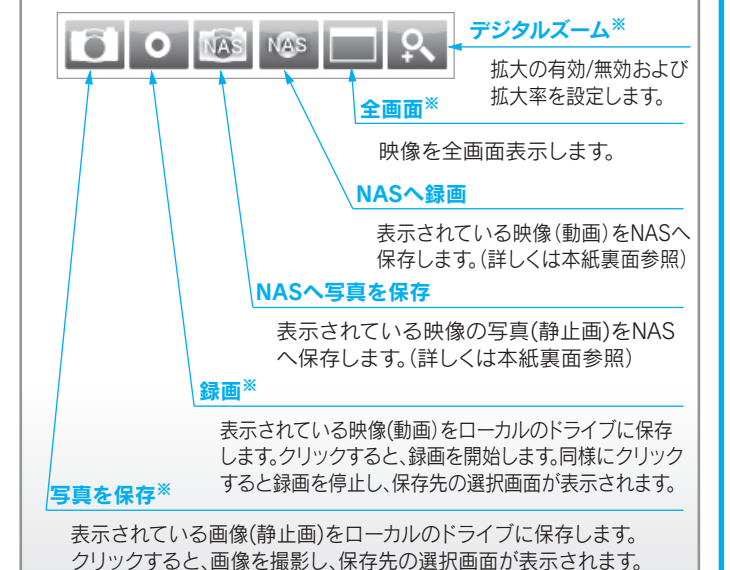 NAS NAS
デジタルズーム※
拡大の有効/無効および
拡大率を設定します。
全画面※
映像を全画面表示します。
NASへ録画
表示されている映像（動画）をNASへ
保存します。（詳しくは本紙裏面参照）
NASへ写真を保存
表示されている映像の写真(静止画)をNAS
へ保存します。（詳しくは本紙裏面参照）
録画※
表示されている映像(動画）をローカルのドライブに保存
します。クリックすると、録画を開始します。同様にクリック
すると録画を停止し、保存先の選択画面が表示されます。
写真を保存※
表示されている画像(静止画)をローカルのドライブに保存します。
クリックすると、画像を撮影し、保存先の選択画面が表示されます。